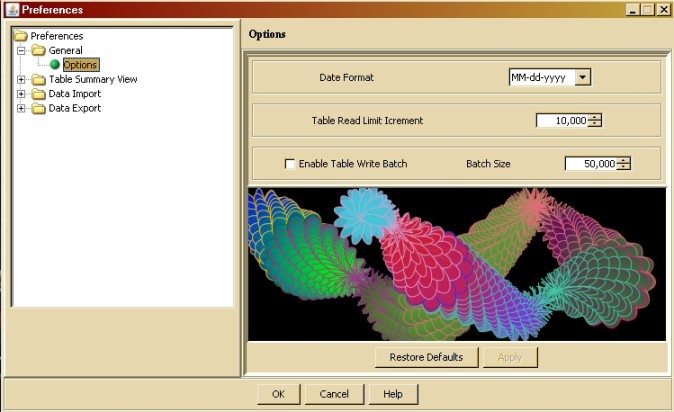 Preferences
Preferences
General
Options
Table Summary View
Data Import
Data Export
Options
Date Format MM-dd-yyyy
Table Read Limit Icrement 10,000
Enable Table Write Batch Batch Size 50,000
Restore Defaults Apply
OK Cancel Help